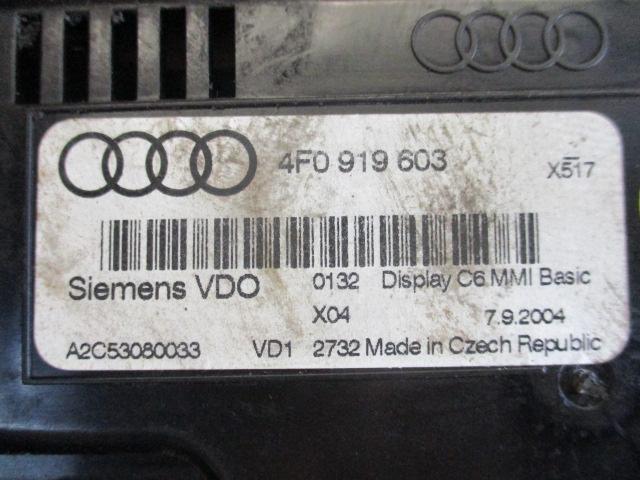 4F0 919 603 X517
Siemens VDO 0132 Display C6 MMI Basic
X04 7.9.2004
A2C53080033 VD1 2732 Made in Czech Republic